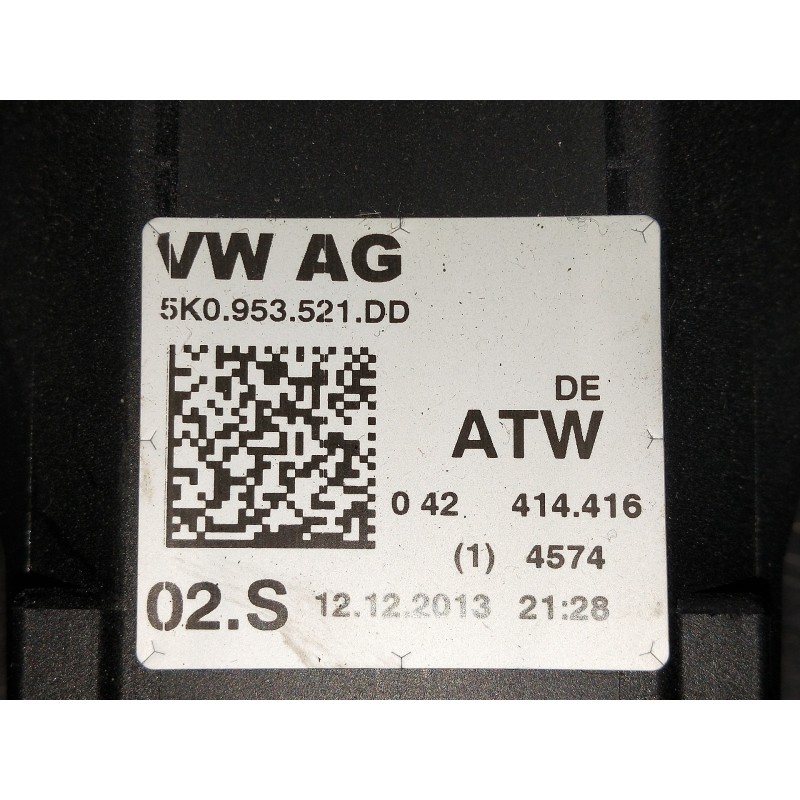 VW AG
5K0.953.521.DD
DE
ATW
0 42 414.416
(1) 4574
02.S 12.12.2013 21:28